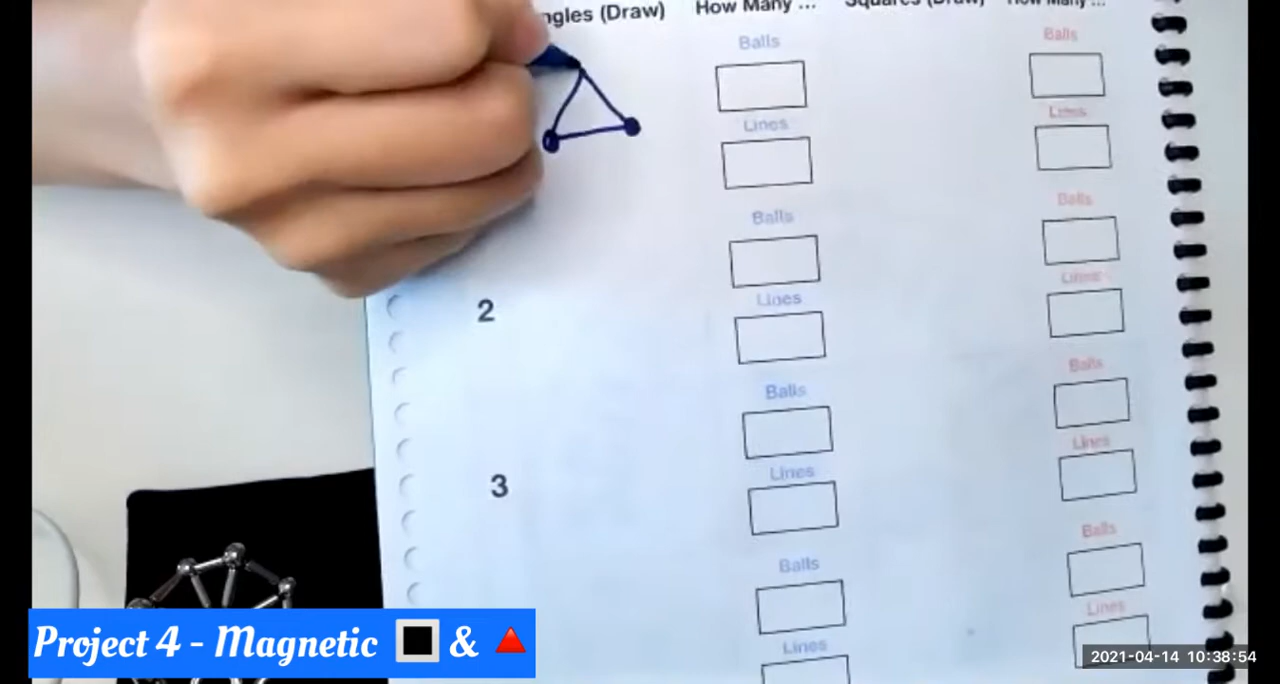 ngles (Draw) How Many ... Squares (Draw) How Many ...
Balls Balls
Lines Lines
Balls Balls
Lines Lines
2
Balls Balls
Lines Lines
3
Balls Balls
Lines Lines
Project 4 - Magnetic 🔳 & 🔺
2021-04-14 10:38:54